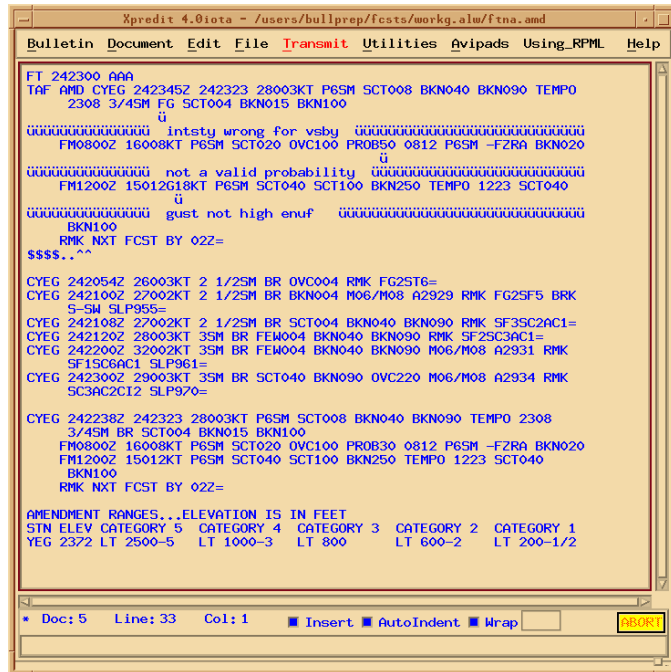 Xpredit 4.0iota - /users/bullprep/fcsts/workg.alw/ftna.amd
Bulletin Document Edit File Transmit Utilities Avipads Using_RPML Help
FT 242300 AAA
TAF AMD CYEG 242345Z 242323 28003KT P6SM SCT008 BKN040 BKN090 TEMPO
2308 3/4SM FG SCT004 BKN015 BKN100
ü
üüüüüüüüüüüüüüü intsty wrong for vsby üüüüüüüüüüüüüüüüüüüüüüüüüüüü
FM0800Z 16008KT P6SM SCT020 OVC100 PROB50 0812 P6SM -FZRA BKN020
ü
üüüüüüüüüüüüüüü not a valid probability üüüüüüüüüüüüüüüüüüüüüüüüüü
FM1200Z 15012G18KT P6SM SCT040 SCT100 BKN250 TEMPO 1223 SCT040
ü
üüüüüüüüüüüüüüü gust not high enuf üüüüüüüüüüüüüüüüüüüüüüüüüüüüüü
BKN100
RMK NXT FCST BY 02Z=
$$$$..^^
CYEG 242054Z 26003KT 2 1/2SM BR OVC004 RMK FG2ST6=
CYEG 242100Z 27002KT 2 1/2SM BR BKN004 M06/M08 A2929 RMK FG2SF5 BRK
S-SW SLP955=
CYEG 242108Z 27002KT 2 1/2SM BR SCT004 BKN040 BKN090 RMK SF3SC2AC1=
CYEG 242120Z 28003KT 3SM BR FEW004 BKN040 BKN090 RMK SF2SC3AC1=
CYEG 242200Z 32002KT 3SM BR FEW004 BKN040 BKN090 M06/M08 A2931 RMK
SF1SC6AC1 SLP961=
CYEG 242300Z 29003KT 3SM BR SCT040 BKN090 OVC220 M06/M08 A2934 RMK
SC3AC2CI2 SLP970=
CYEG 242238Z 242323 28003KT P6SM SCT008 BKN040 BKN090 TEMPO 2308
3/4SM BR SCT004 BKN015 BKN100
FM0800Z 16008KT P6SM SCT020 OVC100 PROB30 0812 P6SM -FZRA BKN020
FM1200Z 15012KT P6SM SCT040 SCT100 BKN250 TEMPO 1223 SCT040
BKN100
RMK NXT FCST BY 02Z=
AMENDMENT RANGES...ELEVATION IS IN FEET
STN ELEV CATEGORY 5 CATEGORY 4 CATEGORY 3 CATEGORY 2 CATEGORY 1
YEG 2372 LT 2500-5 LT 1000-3 LT 800 LT 600-2 LT 200-1/2
* Doc: 5 Line: 33 Col: 1 Insert AutoIndent Wrap ABORT